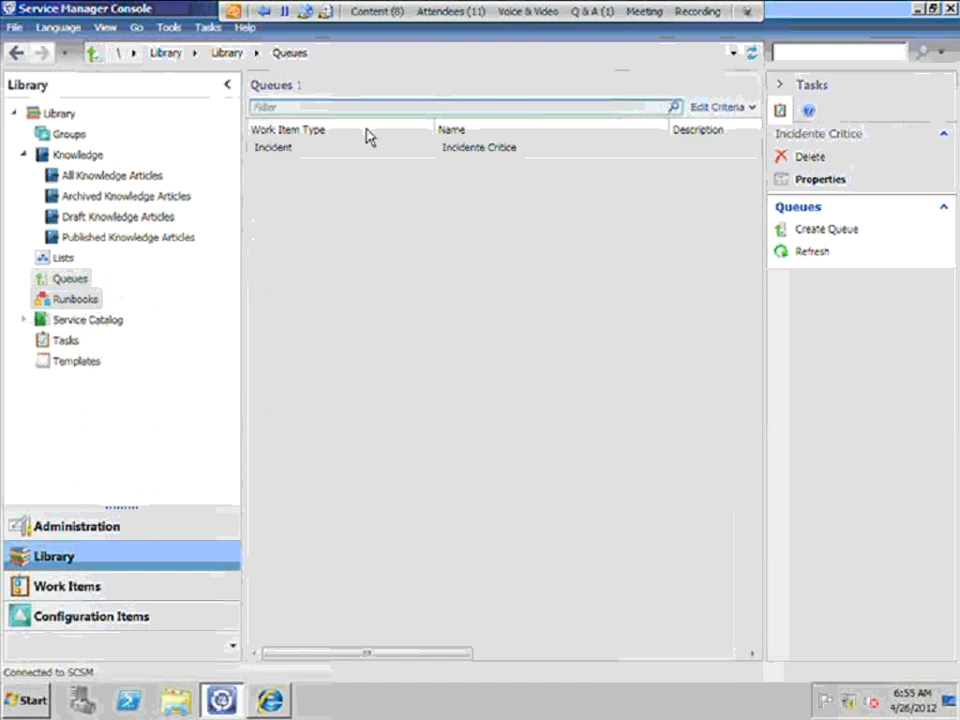 Service Manager Console
Content (8) Attendees (11) Voice & Video Q & A (1) Meeting Recording
File Language View Go Tools Tasks Help
\ Library Library Queues
Library
Library
Groups
Knowledge
All Knowledge Articles
Archived Knowledge Articles
Draft Knowledge Articles
Published Knowledge Articles
Lists
Queues
Runbooks
Service Catalog
Tasks
Templates
Administration
Library
Work Items
Configuration Items
Queues 1
Filter
Edit Criteria
Work Item Type Name Description
Incident Incidente Critice
Tasks
Incidente Critice
Delete
Properties
Queues
Create Queue
Refresh
Connected to SCSM
Start
6:55 AM
4/26/2012